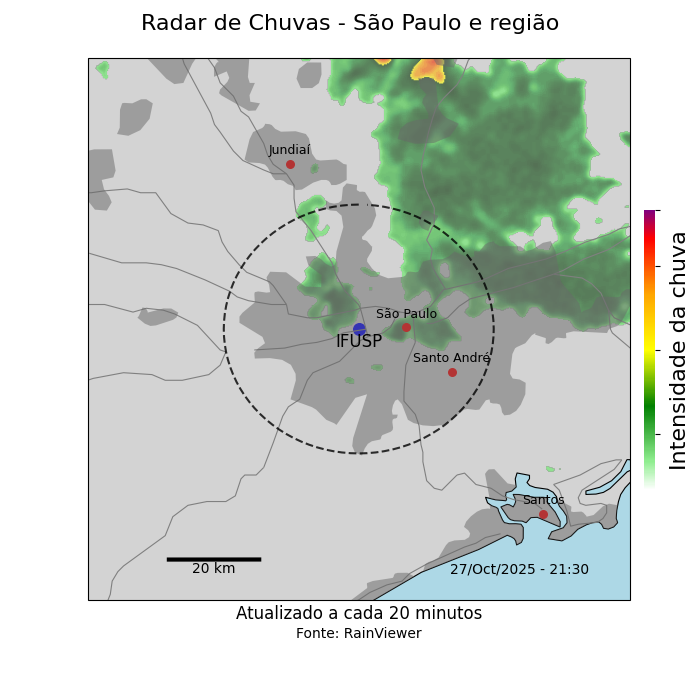 Radar de Chuvas - São Paulo e região
Jundiaí
São Paulo
IFUSP
Santo André
Intensidade da chuva
Santos
20 km
27/Oct/2025 - 21:30
Atualizado a cada 20 minutos
Fonte: RainViewer